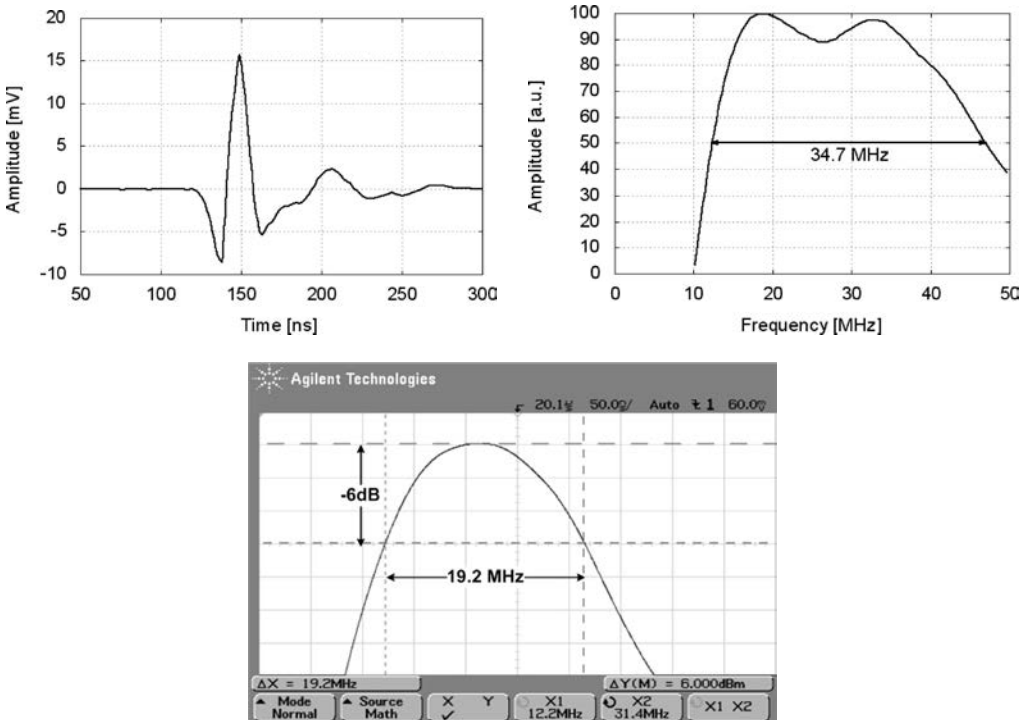 20
15
10
5
0
-5
-10
Amplitude [mV]
50 100 150 200 250 300
Time [ns]
100
90
80
70
60
50
40
30
20
10
0
Amplitude [a.u.]
34.7 MHz
0 10 20 30 40 50
Frequency [MHz]
Agilent Technologies
50.0 Auto 1 60.0
-6dB
19.2 MHz
ΔX = 19.2MHz ΔY(M) = 6.000dBm
Mode Source X Y X1 X2 X1 X2
Normal Math 12.2MHz 31.4MHz